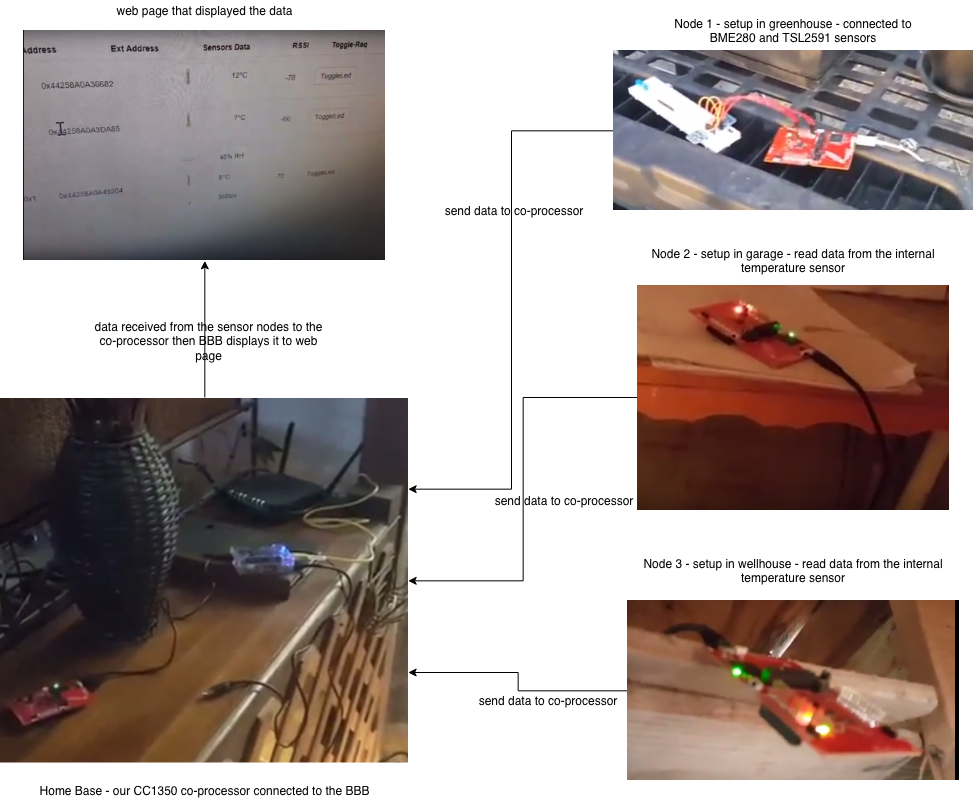 web page that displayed the data
Address Ext Address Sensors Data RSSI Toggle-Req
0x44258A0A36682 12°C -70 ToggleLed
7°C -66 ToggleLed
46% RH
8°C ToggleLed
data received from the sensor nodes to the
co-processor then BBB displays it to web
page
Home Base - our CC1350 co-processor connected to the BBB
Node 1 - setup in greenhouse - connected to
BME280 and TSL2591 sensors
send data to co-processor
Node 2 - setup in garage - read data from the internal
temperature sensor
send data to co-processor
Node 3 - setup in wellhouse - read data from the internal
temperature sensor
send data to co-processor